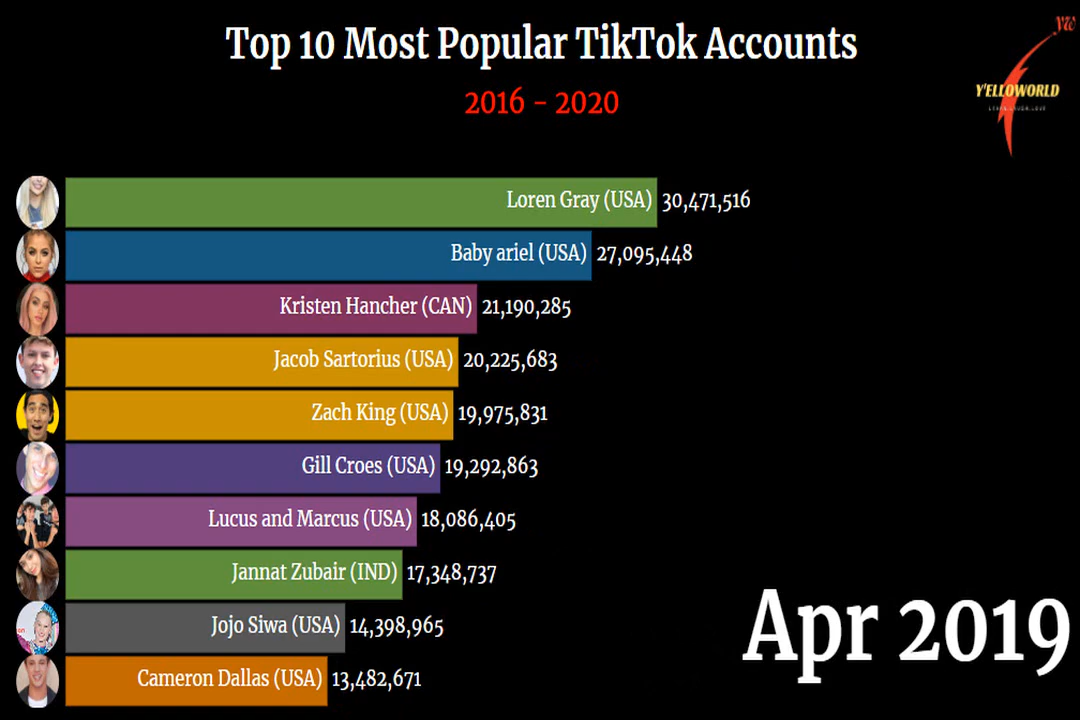 Top 10 Most Popular TikTok Accounts
2016 - 2020
YW
Y'ELLOWORLD
Loren Gray (USA) 30,471,516
Baby ariel (USA) 27,095,448
Kristen Hancher (CAN) 21,190,285
Jacob Sartorius (USA) 20,225,683
Zach King (USA) 19,975,831
Gill Croes (USA) 19,292,863
Lucus and Marcus (USA) 18,086,405
Jannat Zubair (IND) 17,348,737
Jojo Siwa (USA) 14,398,965
Cameron Dallas (USA) 13,482,671
Apr 2019